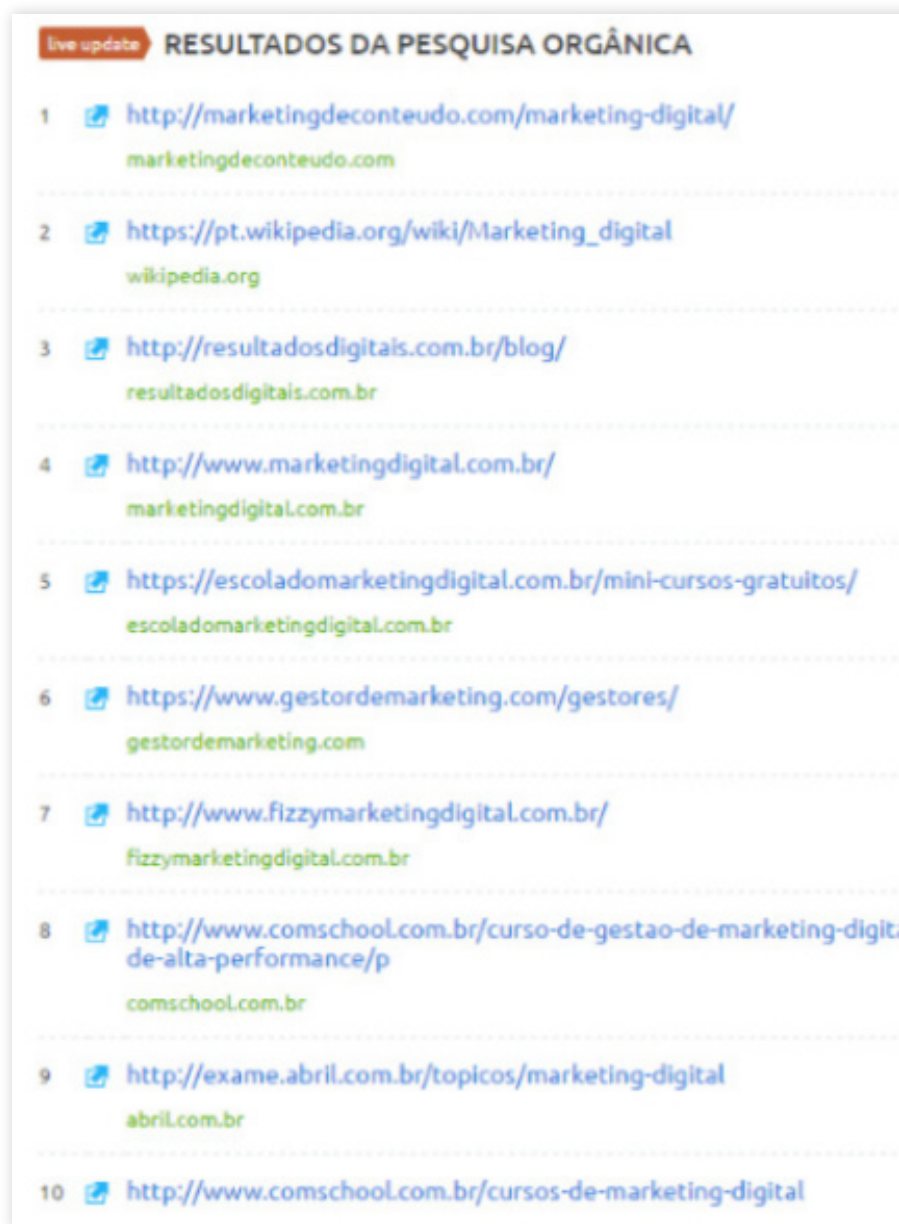 live update RESULTADOS DA PESQUISA ORGÂNICA
1 http://marketingdeconteudo.com/marketing-digital/
marketingdeconteudo.com
2 https://pt.wikipedia.org/wiki/Marketing_digital
wikipedia.org
3 http://resultadosdigitais.com.br/blog/
resultadosdigitais.com.br
4 http://www.marketingdigital.com.br/
marketingdigital.com.br
5 https://escoladomarketingdigital.com.br/mini-cursos-gratuitos/
escoladomarketingdigital.com.br
6 https://www.gestordemarketing.com/gestores/
gestordemarketing.com
7 http://www.fizzymarketingdigital.com.br/
fizzymarketingdigital.com.br
8 http://www.comschool.com.br/curso-de-gestao-de-marketing-digita
de-alta-performance/p
comschool.com.br
9 http://exame.abril.com.br/topicos/marketing-digital
abril.com.br
10 http://www.comschool.com.br/cursos-de-marketing-digital